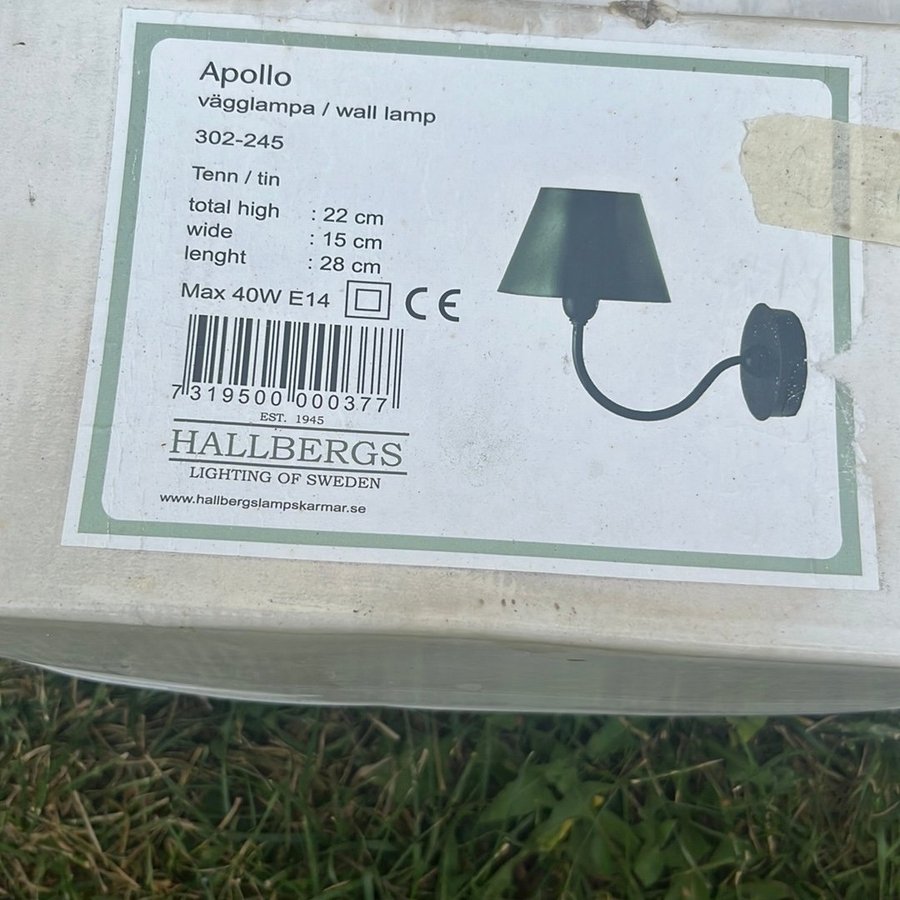 Apollo
vägglampa / wall lamp
302-245
Tenn / tin
total high : 22 cm
wide : 15 cm
lenght : 28 cm
Max 40W E14 CE
7 319500 000377
EST. 1945
HALLBERGS
LIGHTING OF SWEDEN
www.hallbergslampskarmar.se